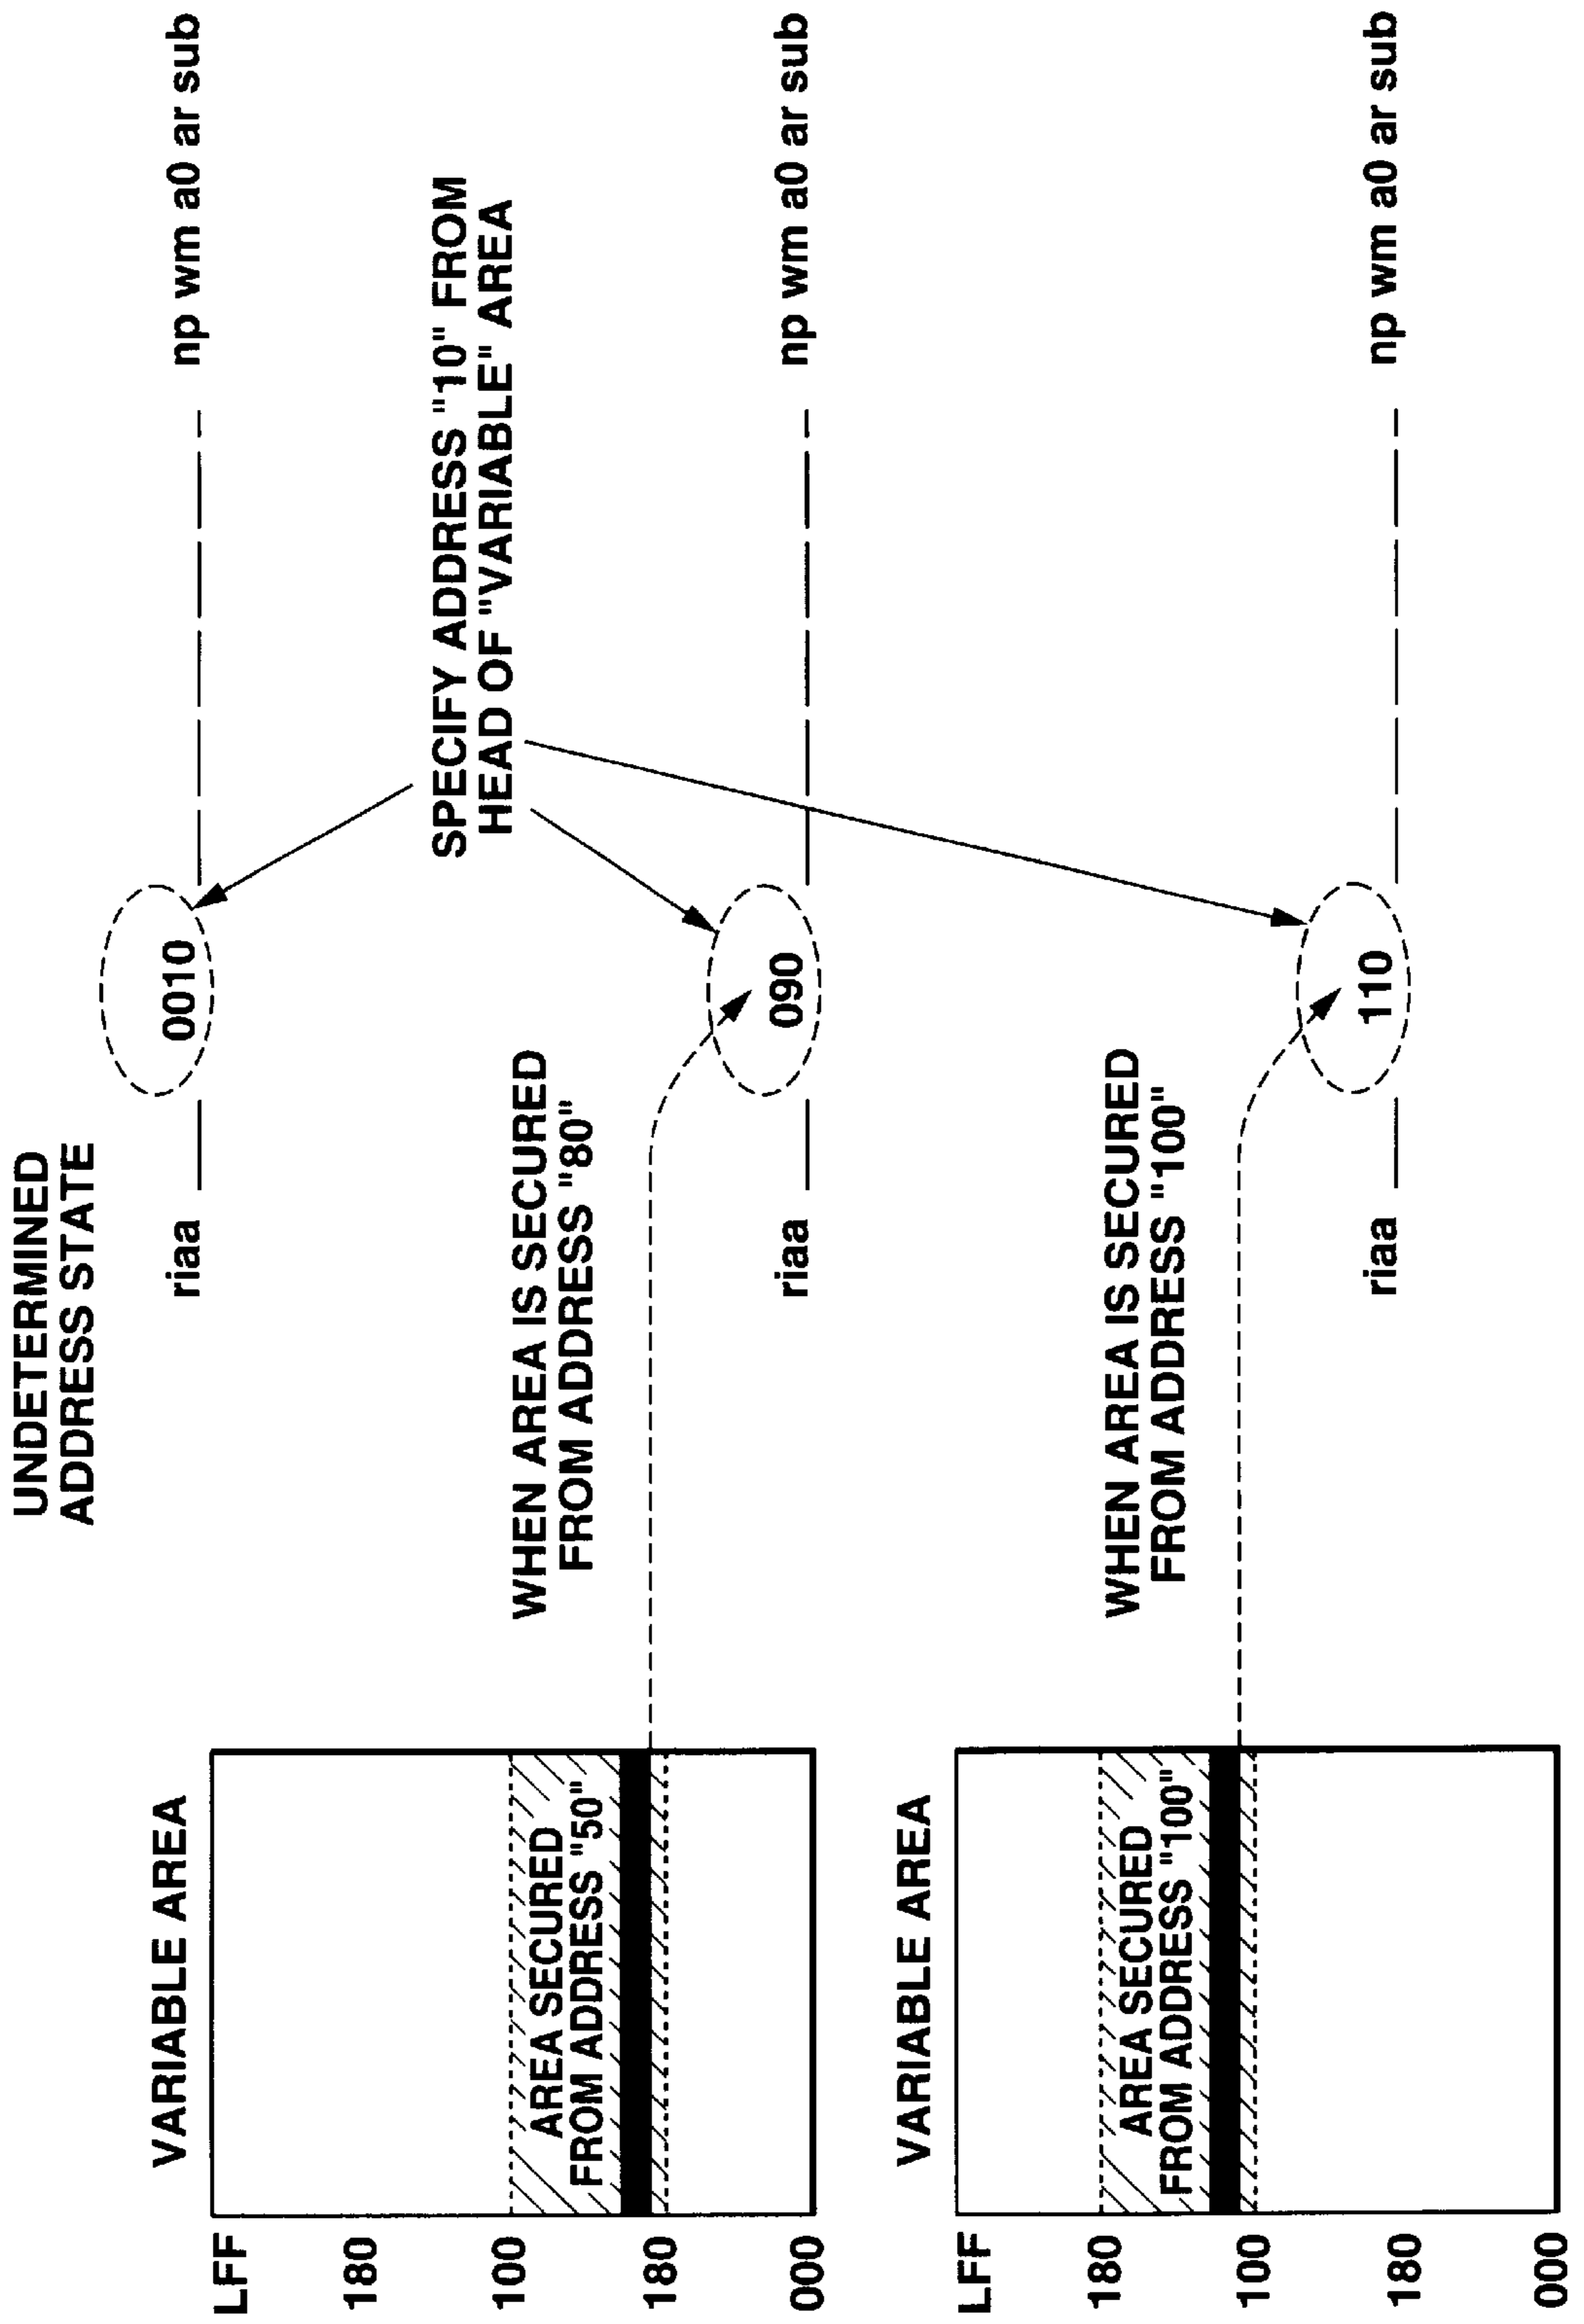 UNDETERMINED
ADDRESS STATE
riaa
0010
np wm a0 ar sub
SPECIFY ADDRESS "10" FROM
HEAD OF "VARIABLE" AREA
VARIABLE AREA
LFF
180
100
180
000
AREA SECURED
FROM ADDRESS "50"
WHEN AREA IS SECURED
FROM ADDRESS "80"
riaa
090
np wm a0 ar sub
VARIABLE AREA
LFF
180
100
180
000
AREA SECURED
FROM ADDRESS "100"
WHEN AREA IS SECURED
FROM ADDRESS "100"
riaa
110
np wm a0 ar sub